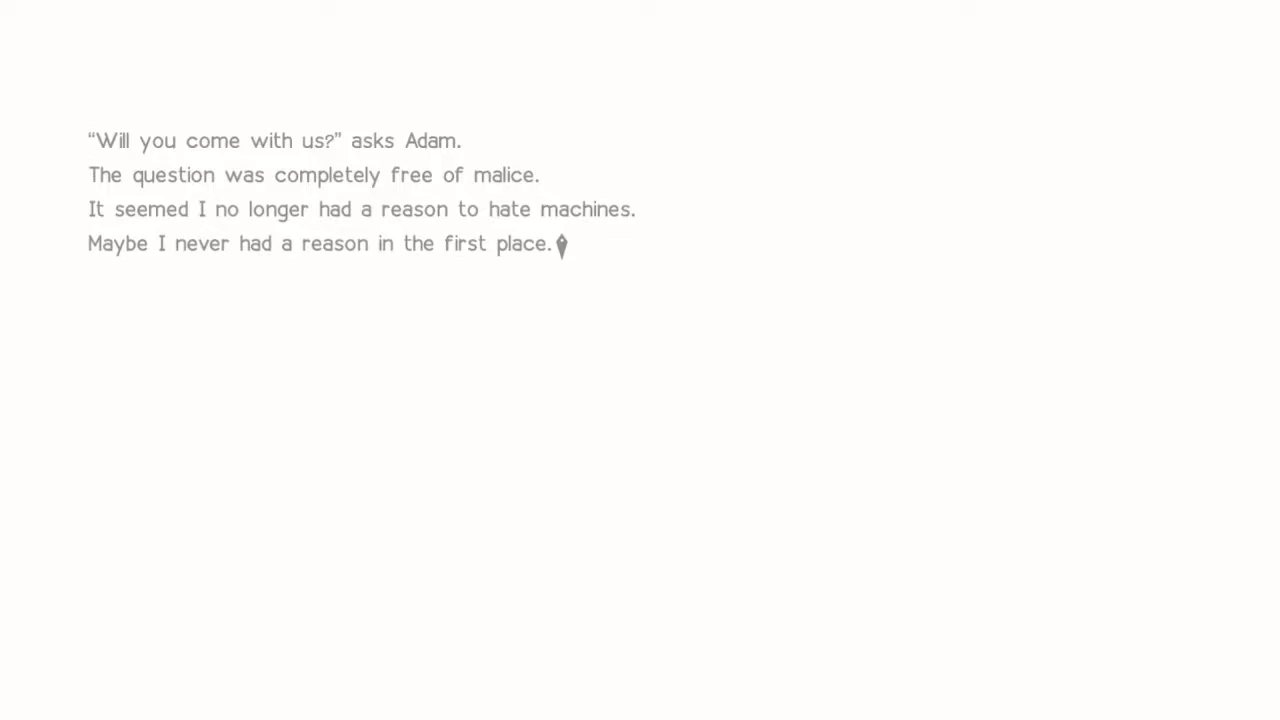 “Will you come with us?” asks Adam.
The question was completely free of malice.
It seemed I no longer had a reason to hate machines.
Maybe I never had a reason in the first place.